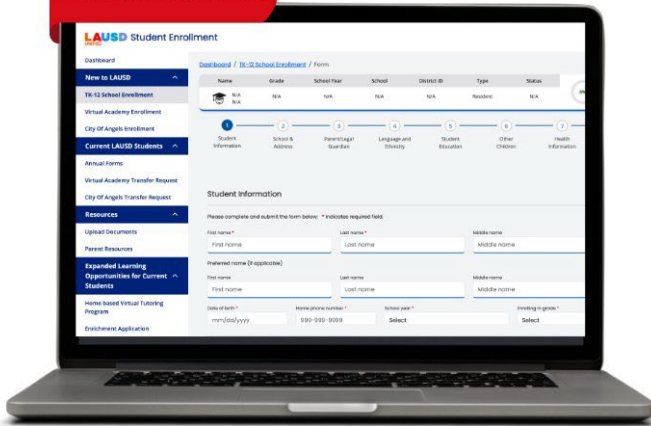 LAUSD Student Enrollment
UNIFIED
Dashboard
New to LAUSD
TK-12 School Enrollment
Virtual Academy Enrollment
City Of Angels Enrollment
Current LAUSD Students
Annual Forms
Virtual Academy Transfer Request
City Of Angels Transfer Request
Resources
Upload Documents
Parent Resources
Expanded Learning
Opportunities for Current
Students
Home based Virtual Tutoring
Program
Enrichment Application
Dashboard / TK-12 School Enrollment / Form
Name Grade School Year School District ID Type Status
N/A N/A N/A N/A N/A Resident N/A
N/A
1 2 3 4 5 6 7
Student Information
School & Address
Parent/Legal Guardian
Language and Ethnicity
Student Education
Other Children
Health Information
Student Information
Please complete and submit the form below. * Indicates required field.
First name * Last name * Middle name
First name Last name Middle name
Preferred name (if applicable)
First name Last name Middle name
First name Last name Middle name
Date of birth * Home phone number * School year * Enrolling in grade *
mm/dd/yyyy 999-999-9999 Select Select